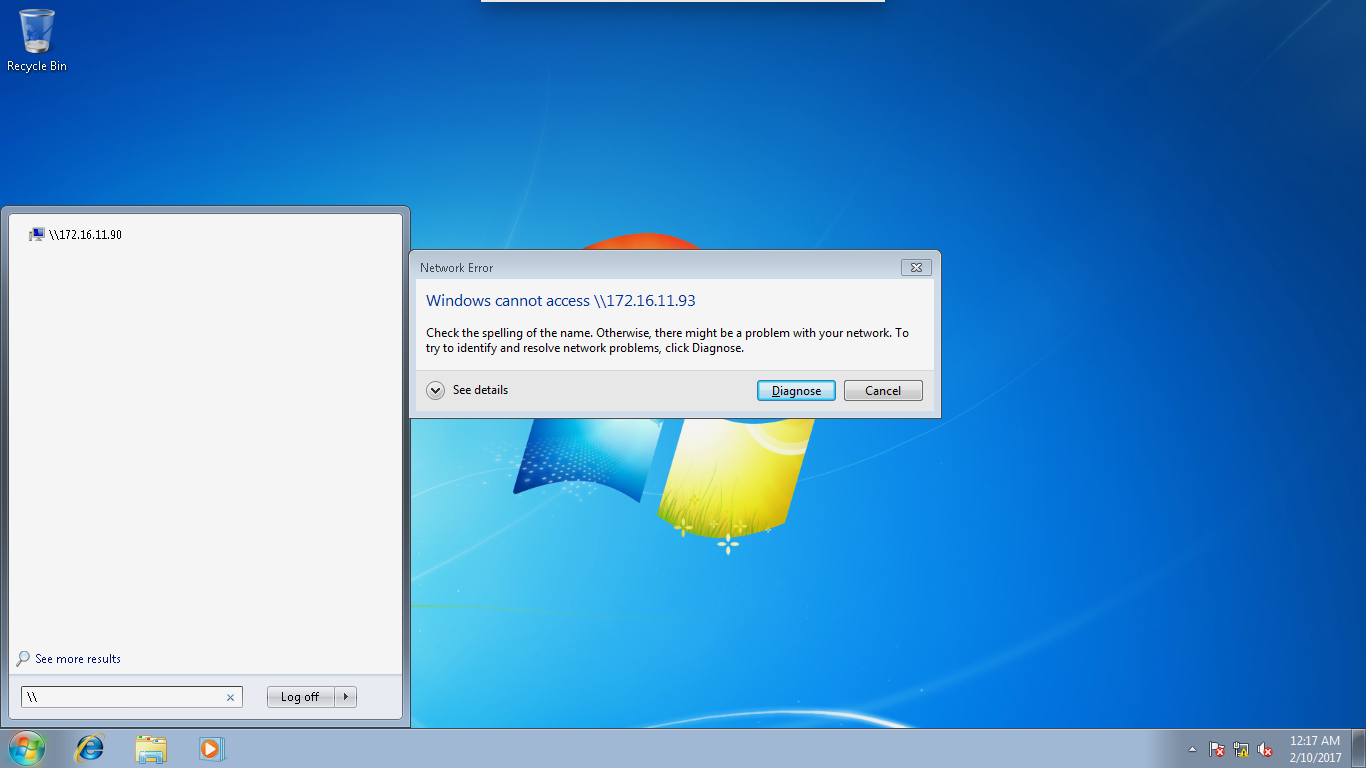 Recycle Bin
\\172.16.11.90
Network Error
Windows cannot access \\172.16.11.93
Check the spelling of the name. Otherwise, there might be a problem with your network. To
try to identify and resolve network problems, click Diagnose.
See details
Diagnose
Cancel
See more results
\\
Log off
12:17 AM
2/10/2017